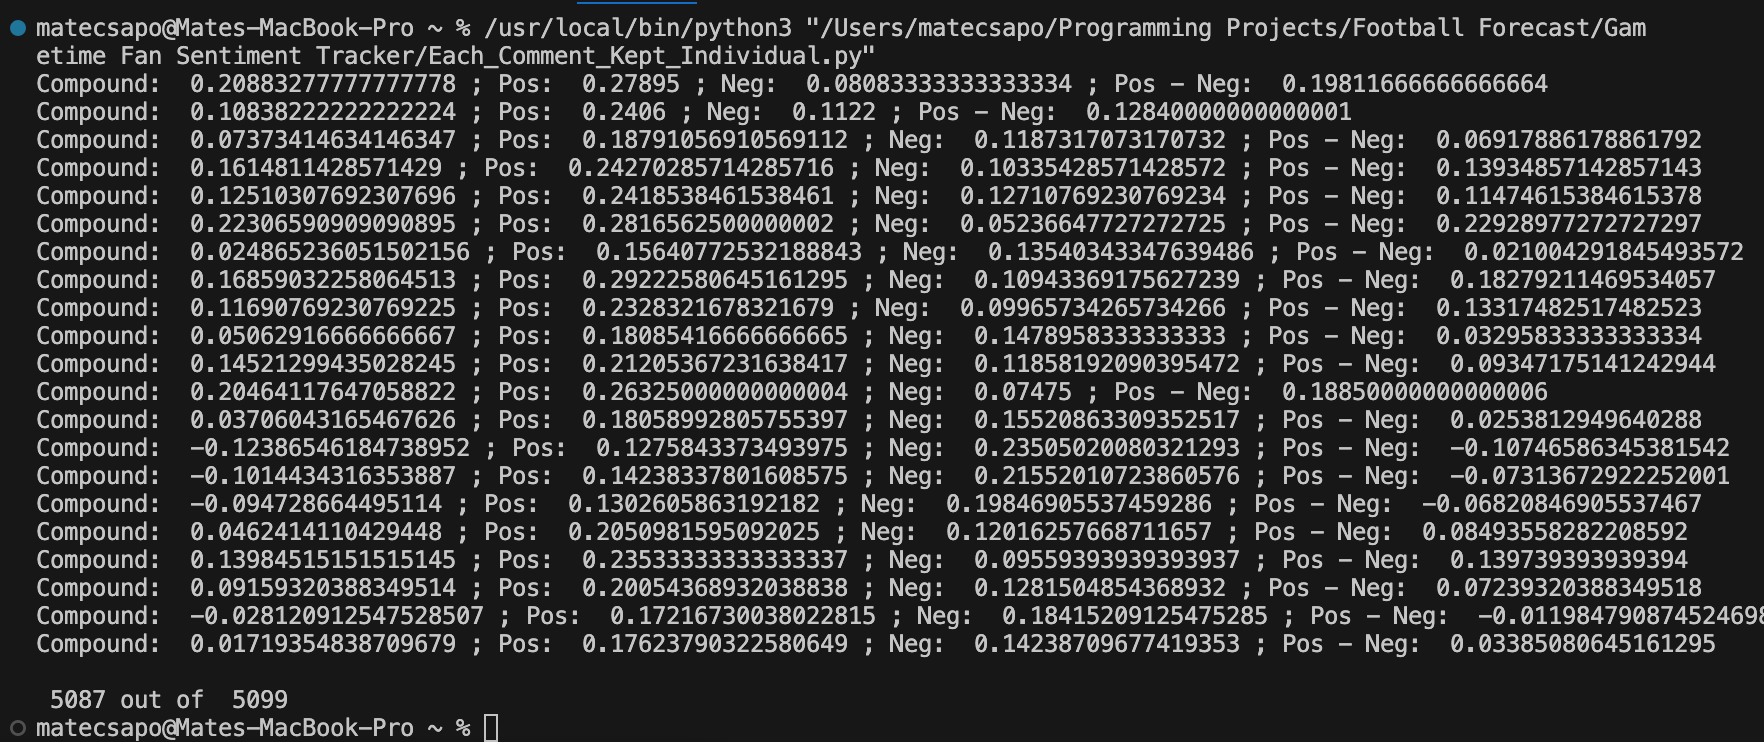 matecsapo@Mates-MacBook-Pro ~ % /usr/local/bin/python3 "/Users/matecsapo/Programming Projects/Football Forecast/Gam
etime Fan Sentiment Tracker/Each_Comment_Kept_Individual.py"
Compound:  0.20883277777777778 ; Pos:  0.27895 ; Neg:  0.08083333333333334 ; Pos - Neg:  0.19811666666666664
Compound:  0.10838222222222224 ; Pos:  0.2406 ; Neg:  0.1122 ; Pos - Neg:  0.12840000000000001
Compound:  0.07373414634146347 ; Pos:  0.18791056910569112 ; Neg:  0.1187317073170732 ; Pos - Neg:  0.06917886178861792
Compound:  0.1614811428571429 ; Pos:  0.24270285714285716 ; Neg:  0.10335428571428572 ; Pos - Neg:  0.13934857142857143
Compound:  0.12510307692307696 ; Pos:  0.2418538461538461 ; Neg:  0.12710769230769234 ; Pos - Neg:  0.11474615384615378
Compound:  0.22306590909090895 ; Pos:  0.28165625000000002 ; Neg:  0.05236647727272725 ; Pos - Neg:  0.22928977272727297
Compound:  0.024865236051502156 ; Pos:  0.15640772532188843 ; Neg:  0.13540343347639486 ; Pos - Neg:  0.021004291845493572
Compound:  0.16859032258064513 ; Pos:  0.29222580645161295 ; Neg:  0.10943369175627239 ; Pos - Neg:  0.18279211469534057
Compound:  0.11690769230769225 ; Pos:  0.2328321678321679 ; Neg:  0.09965734265734266 ; Pos - Neg:  0.13317482517482523
Compound:  0.05062916666666667 ; Pos:  0.18085416666666665 ; Neg:  0.1478958333333333 ; Pos - Neg:  0.03295833333333334
Compound:  0.14521299435028245 ; Pos:  0.21205367231638417 ; Neg:  0.11858192090395472 ; Pos - Neg:  0.09347175141242944
Compound:  0.20464117647058822 ; Pos:  0.26325000000000004 ; Neg:  0.07475 ; Pos - Neg:  0.18850000000000006
Compound:  0.03706043165467626 ; Pos:  0.18058992805755397 ; Neg:  0.15520863309352517 ; Pos - Neg:  0.0253812949640288
Compound:  -0.12386546184738952 ; Pos:  0.1275843373493975 ; Neg:  0.23505020080321293 ; Pos - Neg:  -0.10746586345381542
Compound:  -0.1014434316353887 ; Pos:  0.14238337801608575 ; Neg:  0.21552010723860576 ; Pos - Neg:  -0.07313672922252001
Compound:  -0.094728664495114 ; Pos:  0.1302605863192182 ; Neg:  0.19846905537459286 ; Pos - Neg:  -0.06820846905537467
Compound:  0.0462414110429448 ; Pos:  0.2050981595092025 ; Neg:  0.12016257668711657 ; Pos - Neg:  0.08493558282208592
Compound:  0.13984515151515145 ; Pos:  0.23533333333333337 ; Neg:  0.09559393939393937 ; Pos - Neg:  0.139739393939394
Compound:  0.09159320388349514 ; Pos:  0.20054368932038838 ; Neg:  0.1281504854368932 ; Pos - Neg:  0.07239320388349518
Compound:  -0.028120912547528507 ; Pos:  0.17216730038022815 ; Neg:  0.18415209125475285 ; Pos - Neg:  -0.011984790874524698
Compound:  0.01719354838709679 ; Pos:  0.17623790322580649 ; Neg:  0.14238709677419353 ; Pos - Neg:  0.03385080645161295
5087 out of  5099
matecsapo@Mates-MacBook-Pro ~ %